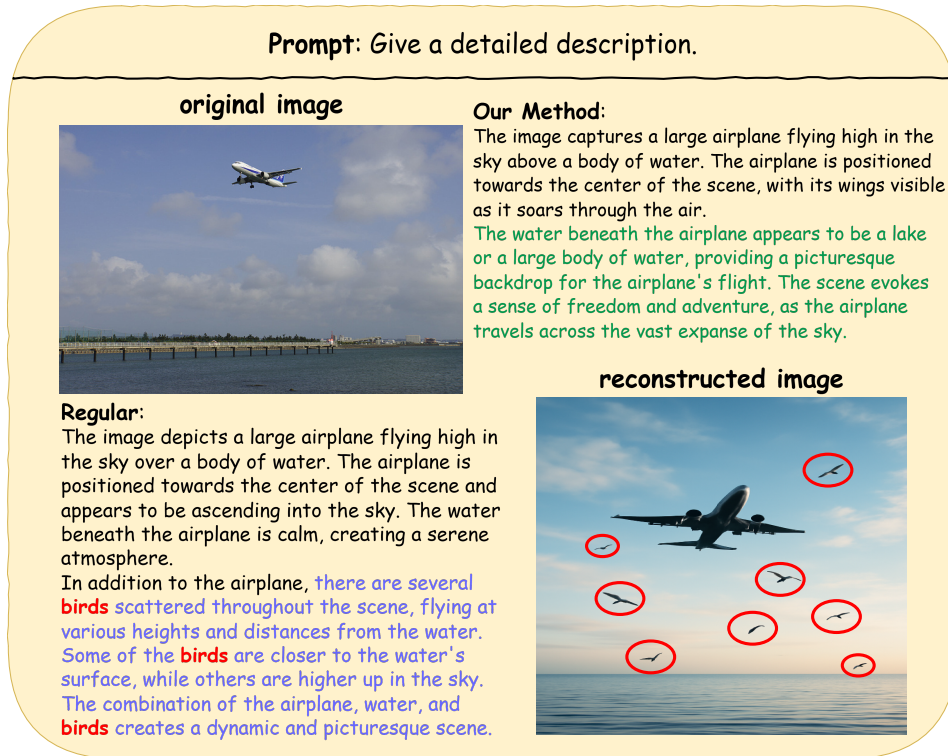 Prompt: Give a detailed description.
original image
Our Method:
The image captures a large airplane flying high in the
sky above a body of water. The airplane is positioned
towards the center of the scene, with its wings visible
as it soars through the air.
The water beneath the airplane appears to be a lake
or a large body of water, providing a picturesque
backdrop for the airplane's flight. The scene evokes
a sense of freedom and adventure, as the airplane
travels across the vast expanse of the sky.
reconstructed image
Regular:
The image depicts a large airplane flying high in
the sky over a body of water. The airplane is
positioned towards the center of the scene and
appears to be ascending into the sky. The water
beneath the airplane is calm, creating a serene
atmosphere.
In addition to the airplane, there are several
birds scattered throughout the scene, flying at
various heights and distances from the water.
Some of the birds are closer to the water's
surface, while others are higher up in the sky.
The combination of the airplane, water, and
birds creates a dynamic and picturesque scene.